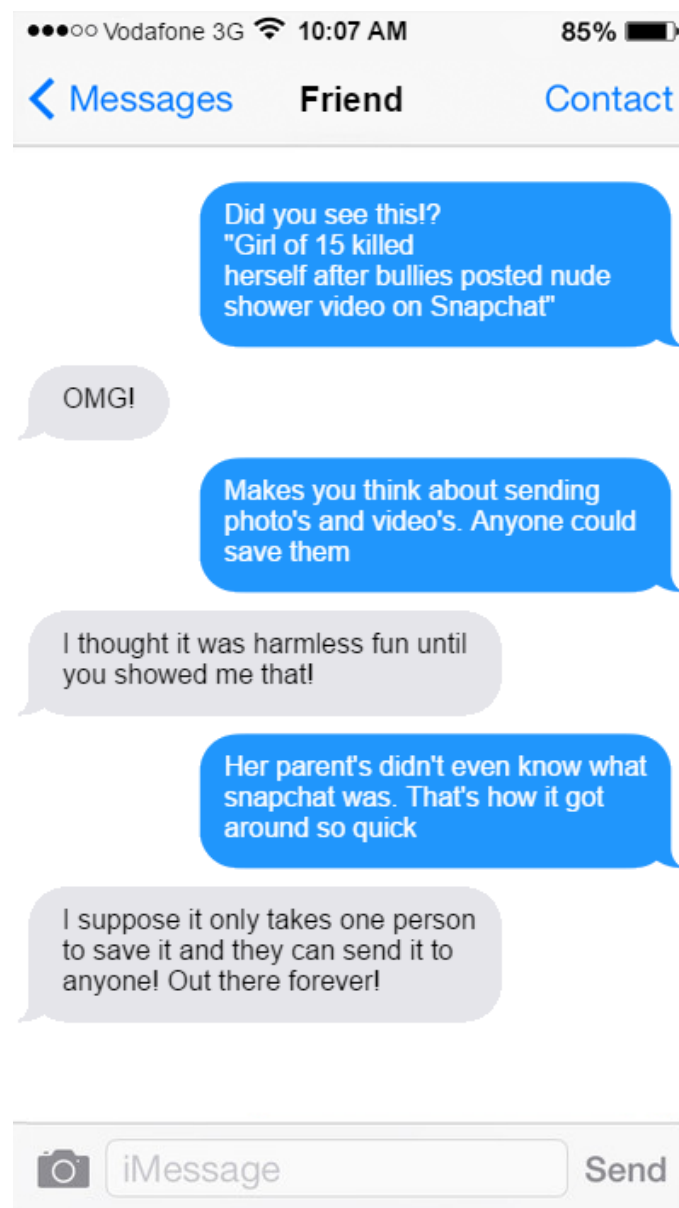 Vodafone 3G 10:07 AM 85%
Messages Friend Contact
Did you see this!?
"Girl of 15 killed
herself after bullies posted nude
shower video on Snapchat"
OMG!
Makes you think about sending
photo's and video's. Anyone could
save them
I thought it was harmless fun until
you showed me that!
Her parent's didn't even know what
snapchat was. That's how it got
around so quick
I suppose it only takes one person
to save it and they can send it to
anyone! Out there forever!
iMessage Send